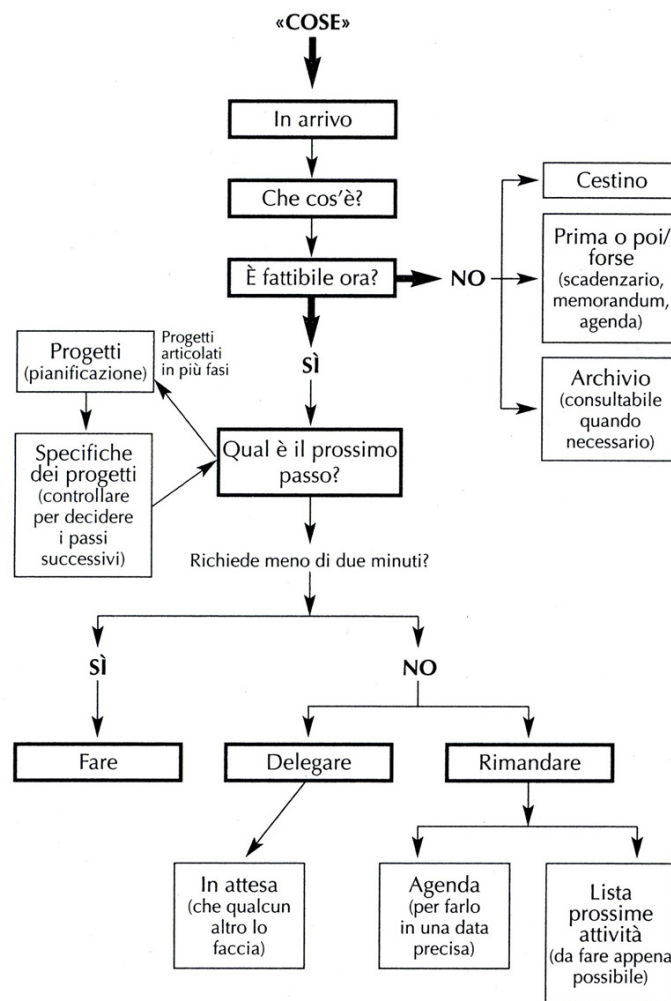 «COSE»
In arrivo
Che cos'è?
È fattibile ora?
NO
Cestino
Prima o poi/
forse
(scadenzario,
memorandum,
agenda)
Archivio
(consultabile
quando
necessario)
SÌ
Progetti
(pianificazione)
Progetti
articolati
in più fasi
Specifiche
dei progetti
(controllare
per decidere
i passi
successivi)
Qual è il prossimo
passo?
Richiede meno di due minuti?
SÌ
NO
Fare
Delegare
Rimandare
In attesa
(che qualcun
altro lo
faccia)
Agenda
(per farlo
in una data
precisa)
Lista
prossime
attività
(da fare appena
possibile)